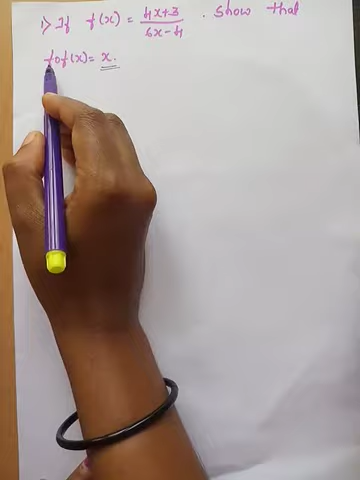 1> If f(x) = 4x+3 / 6x-4 . show that
fof(x) = x.